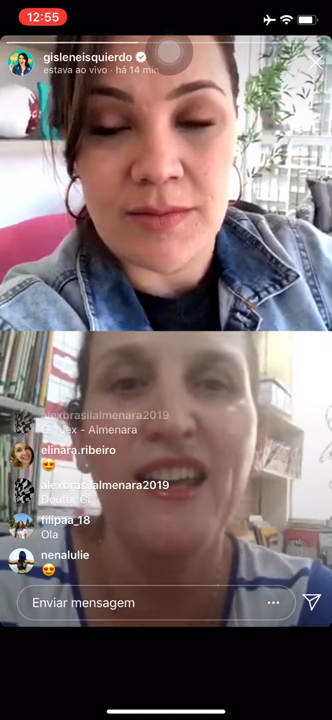 12:55
gisleneisquierdo
estava ao vivo · há 14 min
alexbrasilalmenara2019
Alex - Almenara
elinara.ribeiro
😍
alexbrasilalmenara2019
Doutor G.
filipaa_18
Ola
nenalulie
😍
Enviar mensagem